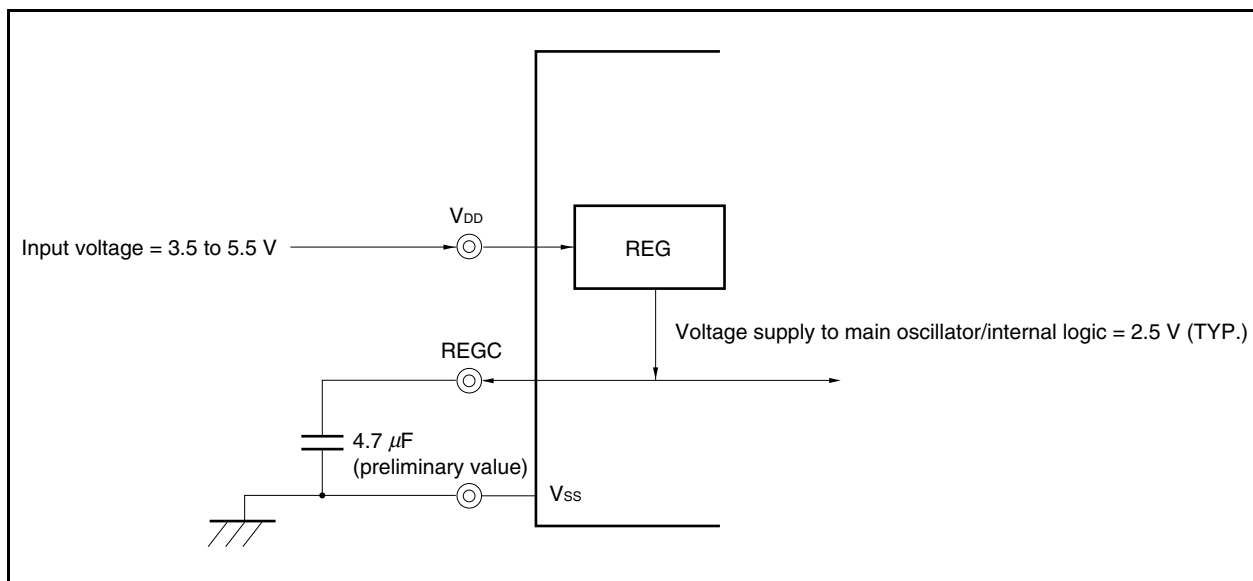 VDD
Input voltage = 3.5 to 5.5 V
REG
Voltage supply to main oscillator/internal logic = 2.5 V (TYP.)
REGC
4.7 μF
(preliminary value)
VSS